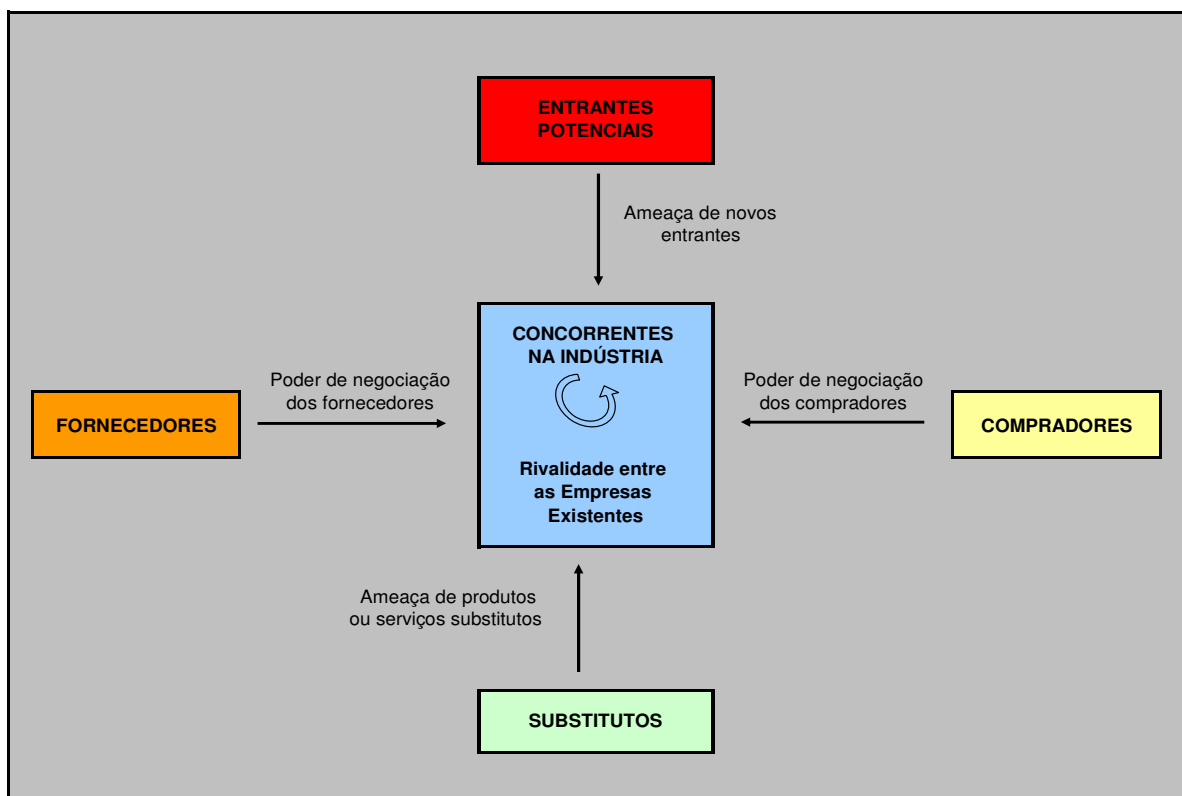 ENTRANTES
POTENCIAIS
Ameaça de novos
entrantes
CONCORRENTES
NA INDÚSTRIA
Rivalidade entre
as Empresas
Existentes
Poder de negociação
dos fornecedores
FORNECEDORES
Poder de negociação
dos compradores
COMPRADORES
Ameaça de produtos
ou serviços substitutos
SUBSTITUTOS